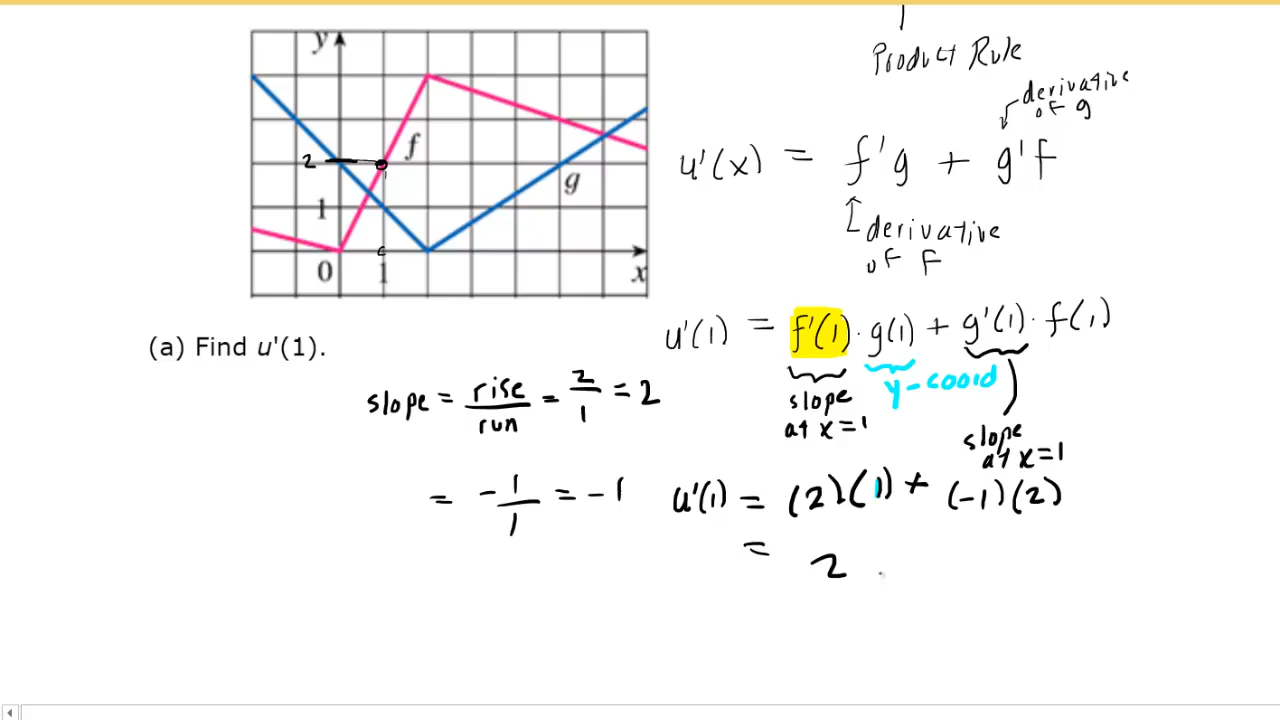 Product Rule
derivative
of g
u'(x) = f'g + g'f
derivative
of F
y
f
2
g
1
0
1
x
(a) Find u'(1).
u'(1) = f'(1) · g(1) + g'(1) · f(1)
slope
at x=1
y-coord
slope
at x=1
slope = rise/run = 2/1 = 2
= -1/1 = -1
u'(1) = (2)(1) + (-1)(2)
= 2